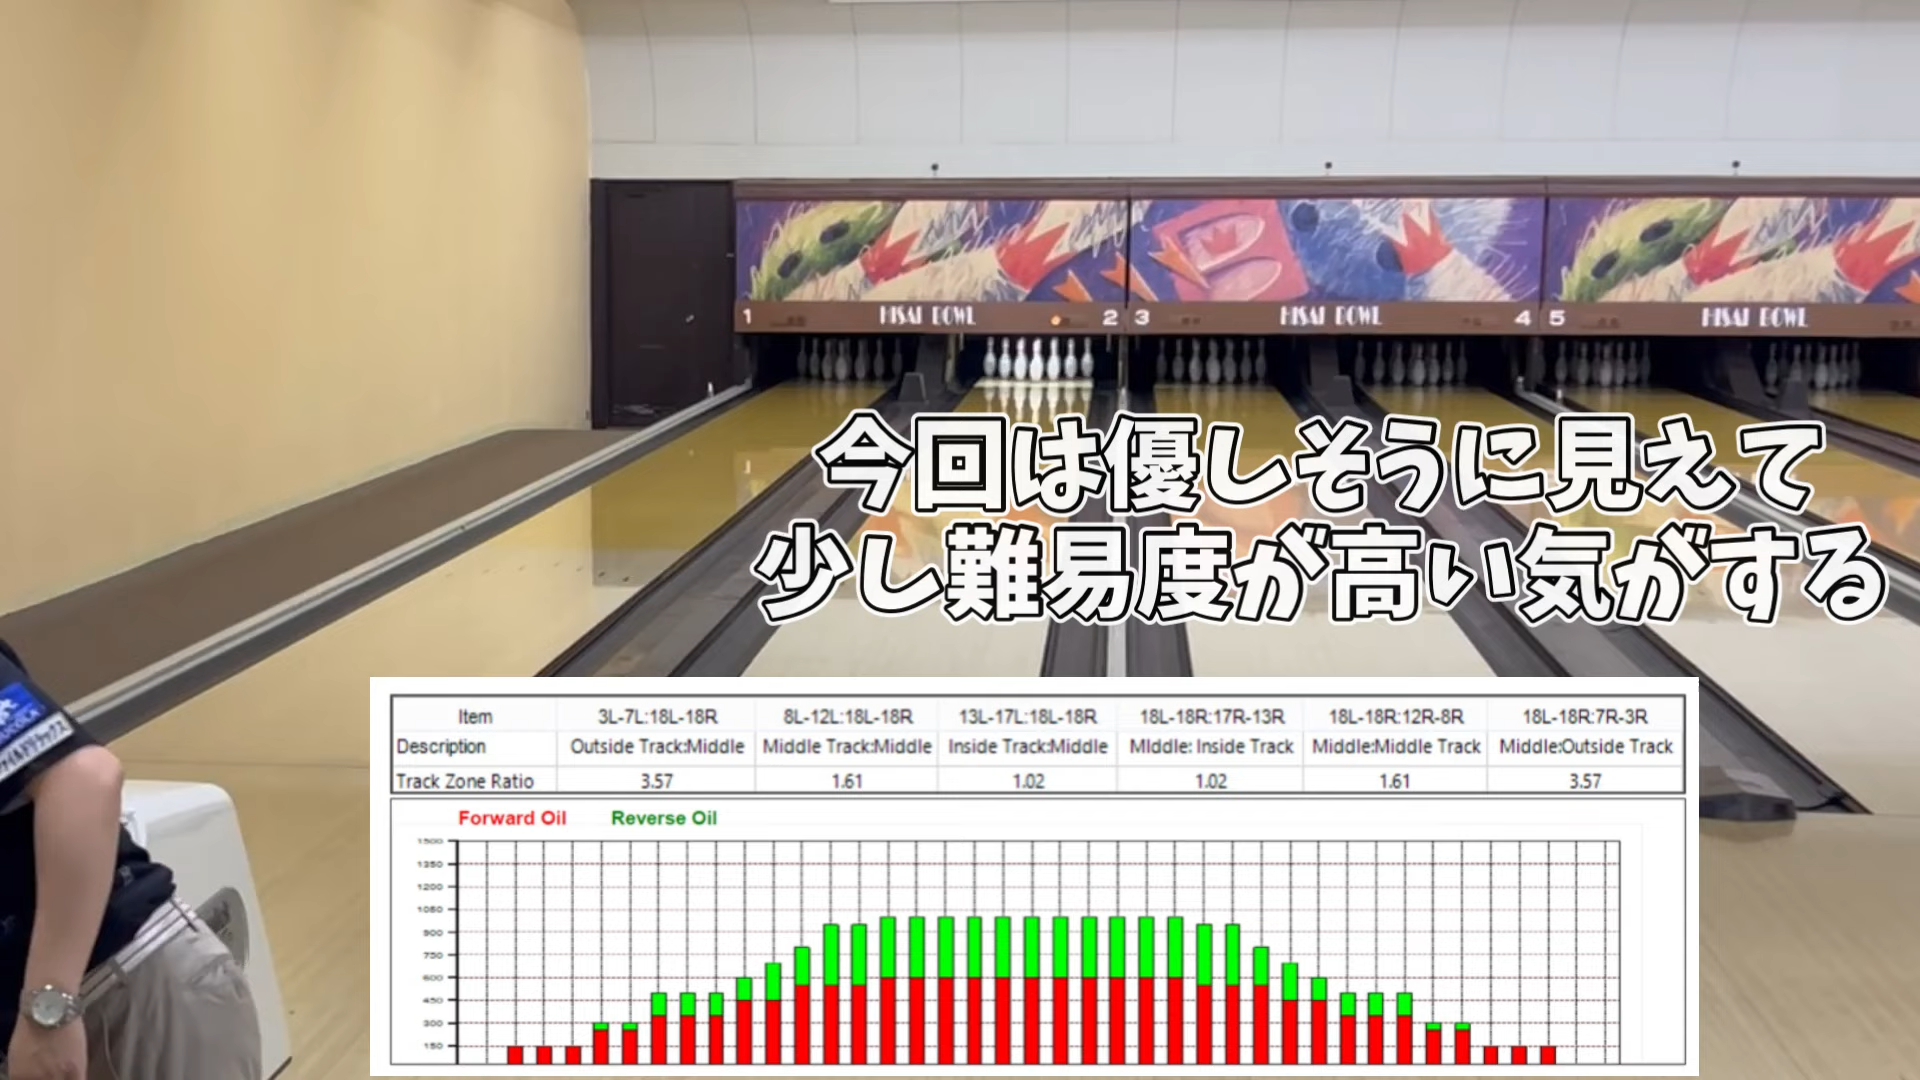 1 HISAI BOWL 2 3 HISAI BOWL 4 5 HISAI BOWL
今回は優しそうに見えて
少し難易度が高い気がする
Item 3L-7L:18L-18R 8L-12L:18L-18R 13L-17L:18L-18R 18L-18R:17R-13R 18L-18R:12R-8R 18L-18R:7R-3R
Description Outside Track:Middle Middle Track:Middle Inside Track:Middle MIddle: Inside Track Middle:Middle Track Middle:Outside Track
Track Zone Ratio 3.57 1.61 1.02 1.02 1.61 3.57
Forward Oil Reverse Oil
1500
1350
1200
1050
900
750
600
450
300
150